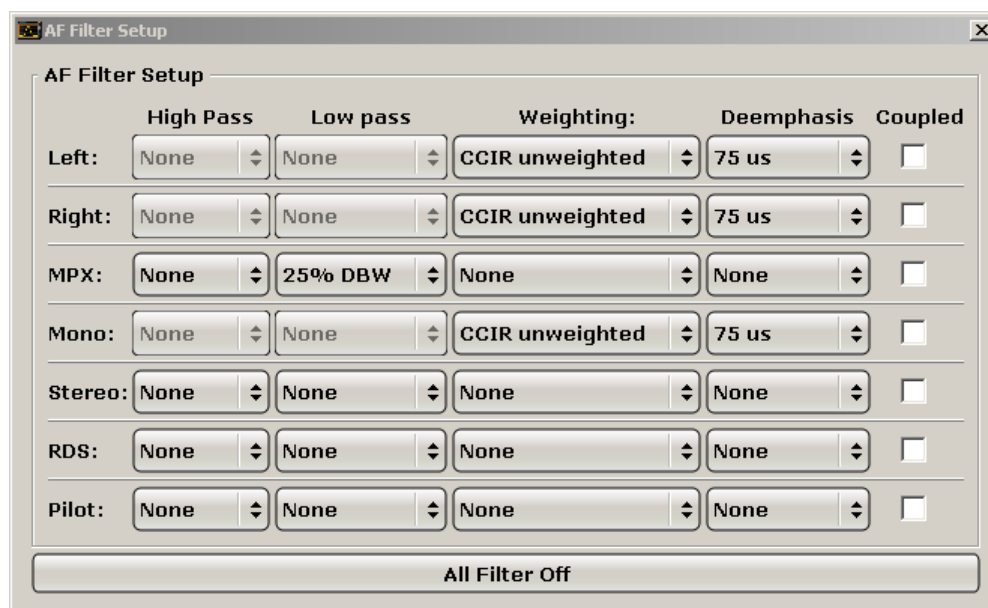 AF Filter Setup
AF Filter Setup
High Pass Low pass Weighting: Deemphasis Coupled
Left: None None CCIR unweighted 75 us
Right: None None CCIR unweighted 75 us
MPX: None 25% DBW None None
Mono: None None CCIR unweighted 75 us
Stereo: None None None None
RDS: None None None None
Pilot: None None None None
All Filter Off